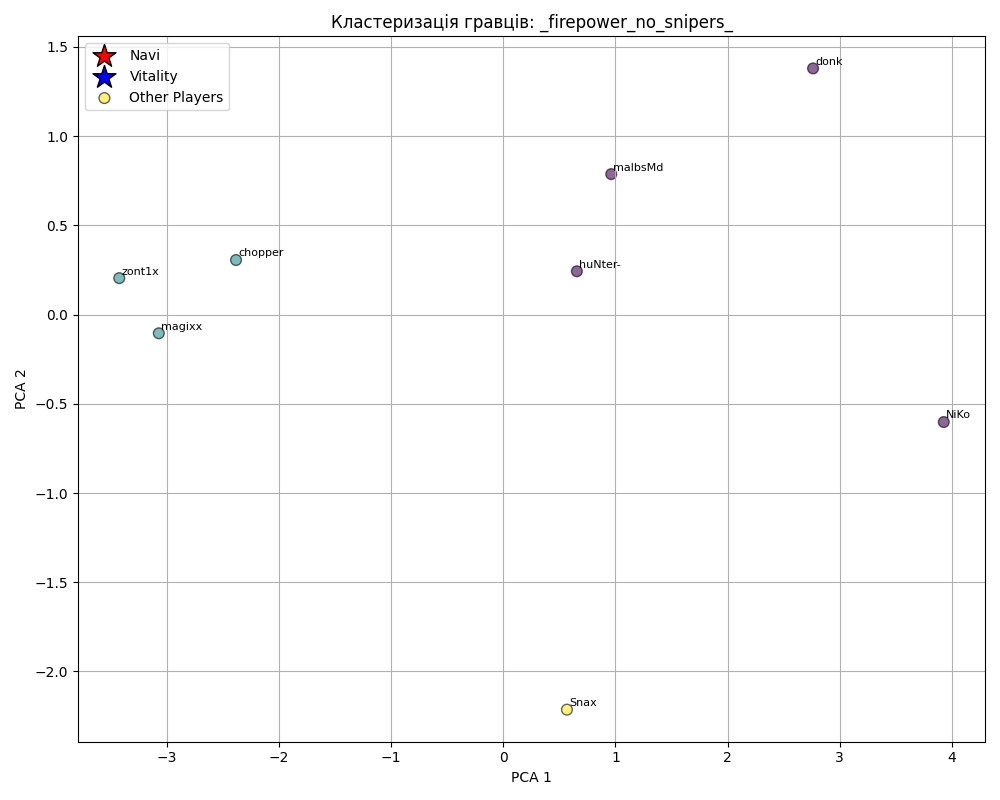 Кластеризація гравців: _firepower_no_snipers_
Navi
Vitality
Other Players
donk
malbsMd
huNter-
chopper
zont1x
magixx
NiKo
Snax
1.5
1.0
0.5
0.0
−0.5
−1.0
−1.5
−2.0
PCA 2
−3
−2
−1
0
1
2
3
4
PCA 1